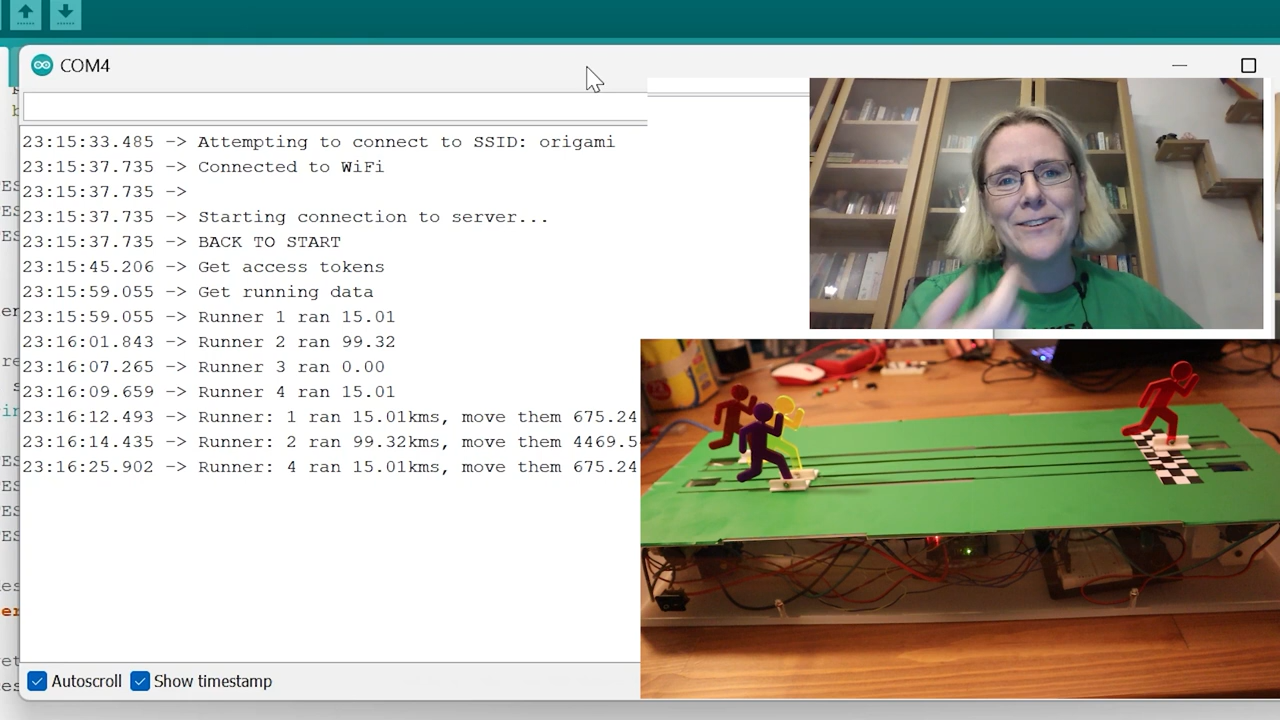 COM4
23:15:33.485 -> Attempting to connect to SSID: origami
23:15:37.735 -> Connected to WiFi
23:15:37.735 ->
23:15:37.735 -> Starting connection to server...
23:15:37.735 -> BACK TO START
23:15:45.206 -> Get access tokens
23:15:59.055 -> Get running data
23:15:59.055 -> Runner 1 ran 15.01
23:16:01.843 -> Runner 2 ran 99.32
23:16:07.265 -> Runner 3 ran 0.00
23:16:09.659 -> Runner 4 ran 15.01
23:16:12.493 -> Runner: 1 ran 15.01kms, move them 675.24
23:16:14.435 -> Runner: 2 ran 99.32kms, move them 4469.5
23:16:25.902 -> Runner: 4 ran 15.01kms, move them 675.24
Autoscroll
Show timestamp